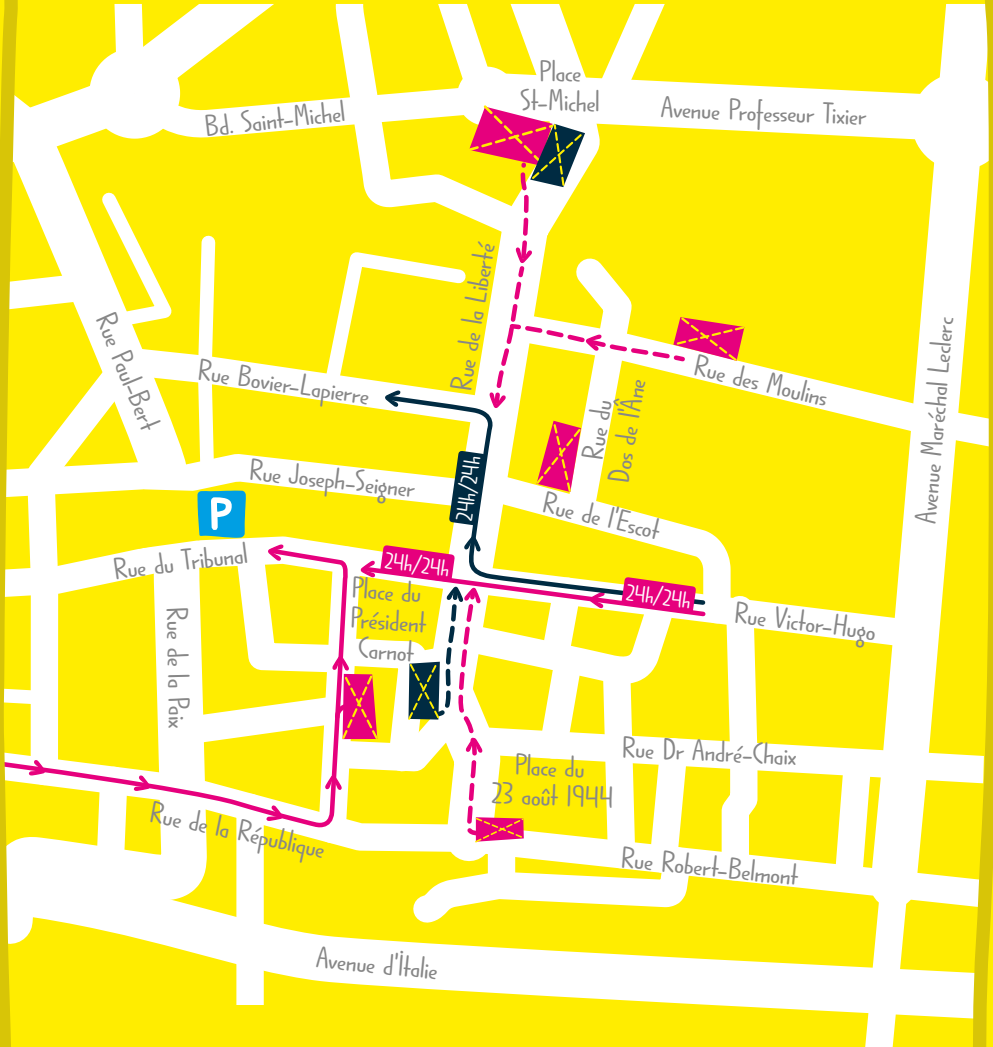 Place
St-Michel
Bd. Saint-Michel
Avenue Professeur Tixier
Rue de la Liberté
Rue Paul-Bert
Rue Bovier-Lapierre
Rue des Moulins
Avenue Maréchal Leclerc
Rue du
Dos de l'Âne
Rue Joseph-Seigner
24h/24h
Rue de l'Escot
P
Rue du Tribunal
24h/24h
24h/24h
Place du
Président
Carnot
Rue Victor-Hugo
Rue de la Paix
Rue Dr André-Chaix
Place du
23 août 1944
Rue de la République
Rue Robert-Belmont
Avenue d'Italie